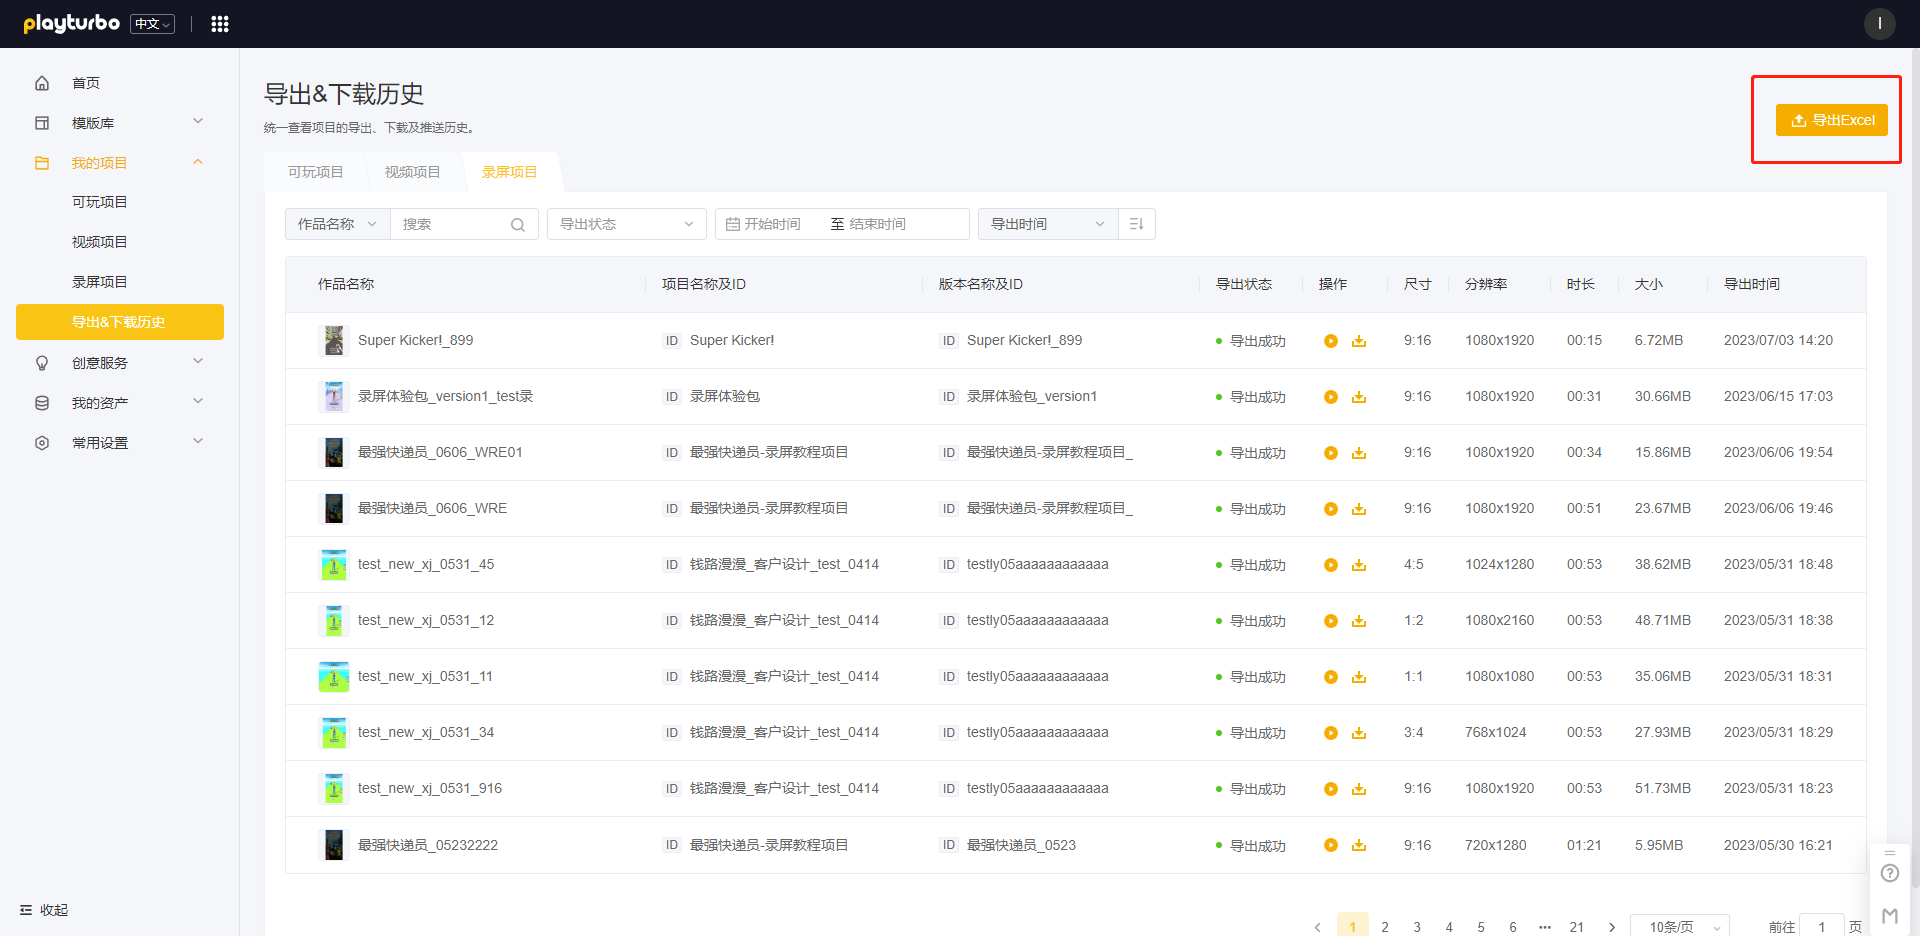 playturbo 中文
I
首页
模版库
我的项目
可玩项目
视频项目
录屏项目
导出&下载历史
创意服务
我的资产
常用设置
收起
导出&下载历史
统一查看项目的导出、下载及推送历史。
导出Excel
可玩项目 视频项目 录屏项目
作品名称 搜索 导出状态 开始时间 至 结束时间 导出时间
作品名称 项目名称及ID 版本名称及ID 导出状态 操作 尺寸 分辨率 时长 大小 导出时间
Super Kicker!_899 ID Super Kicker! ID Super Kicker!_899 导出成功 9:16 1080x1920 00:15 6.72MB 2023/07/03 14:20
录屏体验包_version1_test录 ID 录屏体验包 ID 录屏体验包_version1 导出成功 9:16 1080x1920 00:31 30.66MB 2023/06/15 17:03
最强快递员_0606_WRE01 ID 最强快递员-录屏教程项目 ID 最强快递员-录屏教程项目_ 导出成功 9:16 1080x1920 00:34 15.86MB 2023/06/06 19:54
最强快递员_0606_WRE ID 最强快递员-录屏教程项目 ID 最强快递员-录屏教程项目_ 导出成功 9:16 1080x1920 00:51 23.67MB 2023/06/06 19:46
test_new_xj_0531_45 ID 钱路漫漫_客户设计_test_0414 ID testly05aaaaaaaaaaaa 导出成功 4:5 1024x1280 00:53 38.62MB 2023/05/31 18:48
test_new_xj_0531_12 ID 钱路漫漫_客户设计_test_0414 ID testly05aaaaaaaaaaaa 导出成功 1:2 1080x2160 00:53 48.71MB 2023/05/31 18:38
test_new_xj_0531_11 ID 钱路漫漫_客户设计_test_0414 ID testly05aaaaaaaaaaaa 导出成功 1:1 1080x1080 00:53 35.06MB 2023/05/31 18:31
test_new_xj_0531_34 ID 钱路漫漫_客户设计_test_0414 ID testly05aaaaaaaaaaaa 导出成功 3:4 768x1024 00:53 27.93MB 2023/05/31 18:29
test_new_xj_0531_916 ID 钱路漫漫_客户设计_test_0414 ID testly05aaaaaaaaaaaa 导出成功 9:16 1080x1920 00:53 51.73MB 2023/05/31 18:23
最强快递员_05232222 ID 最强快递员-录屏教程项目 ID 最强快递员_0523 导出成功 9:16 720x1280 01:21 5.95MB 2023/05/30 16:21
1 2 3 4 5 6 ••• 21 10条/页 前往 1 页